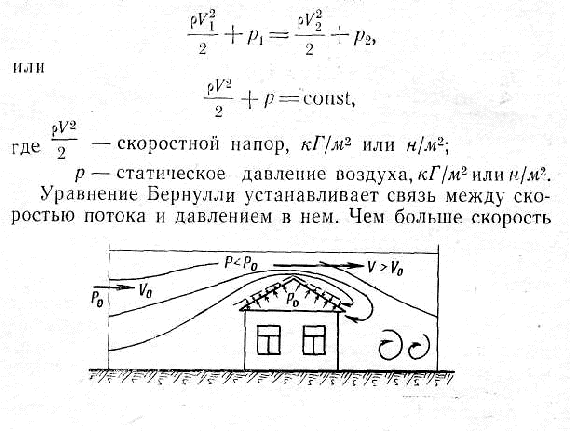 ρV₁²/2 + p₁ = ρV₂²/2 + p₂,
или
ρV²/2 + p = const,
где ρV²/2 — скоростной напор, кГ/м² или н/м²;
p — статическое давление воздуха, кГ/м² или н/м².
Уравнение Бернулли устанавливает связь между ско-
ростью потока и давлением в нем. Чем больше скорость
P<P₀ V>V₀
P₀ V₀
P₀